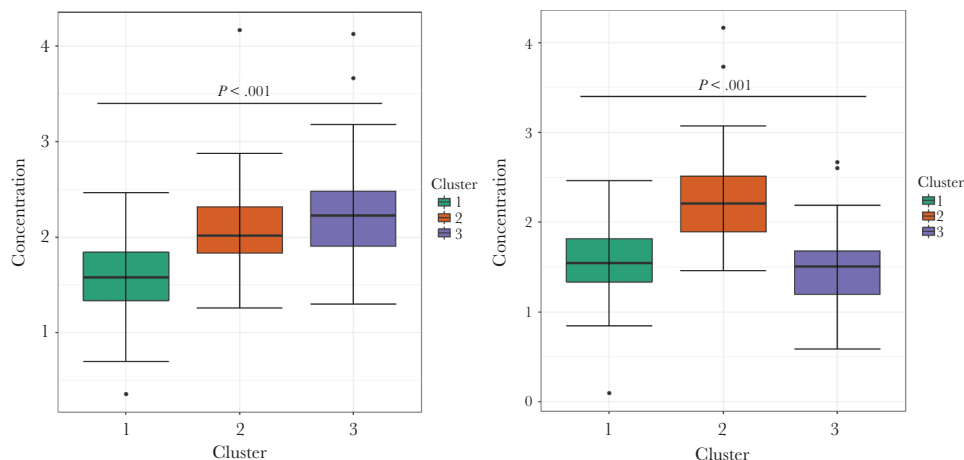 4
3
2
1
Concentration
P < .001
1 2 3
Cluster
Cluster
1
2
3
4
3
2
1
0
Concentration
P < .001
1 2 3
Cluster
Cluster
1
2
3